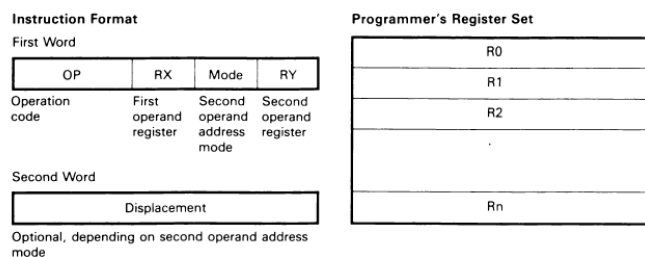 Instruction Format
First Word
OP RX Mode RY
Operation code
First operand register
Second operand address mode
Second operand register
Second Word
Displacement
Optional, depending on second operand address
mode
Programmer's Register Set
R0
R1
R2
.
Rn